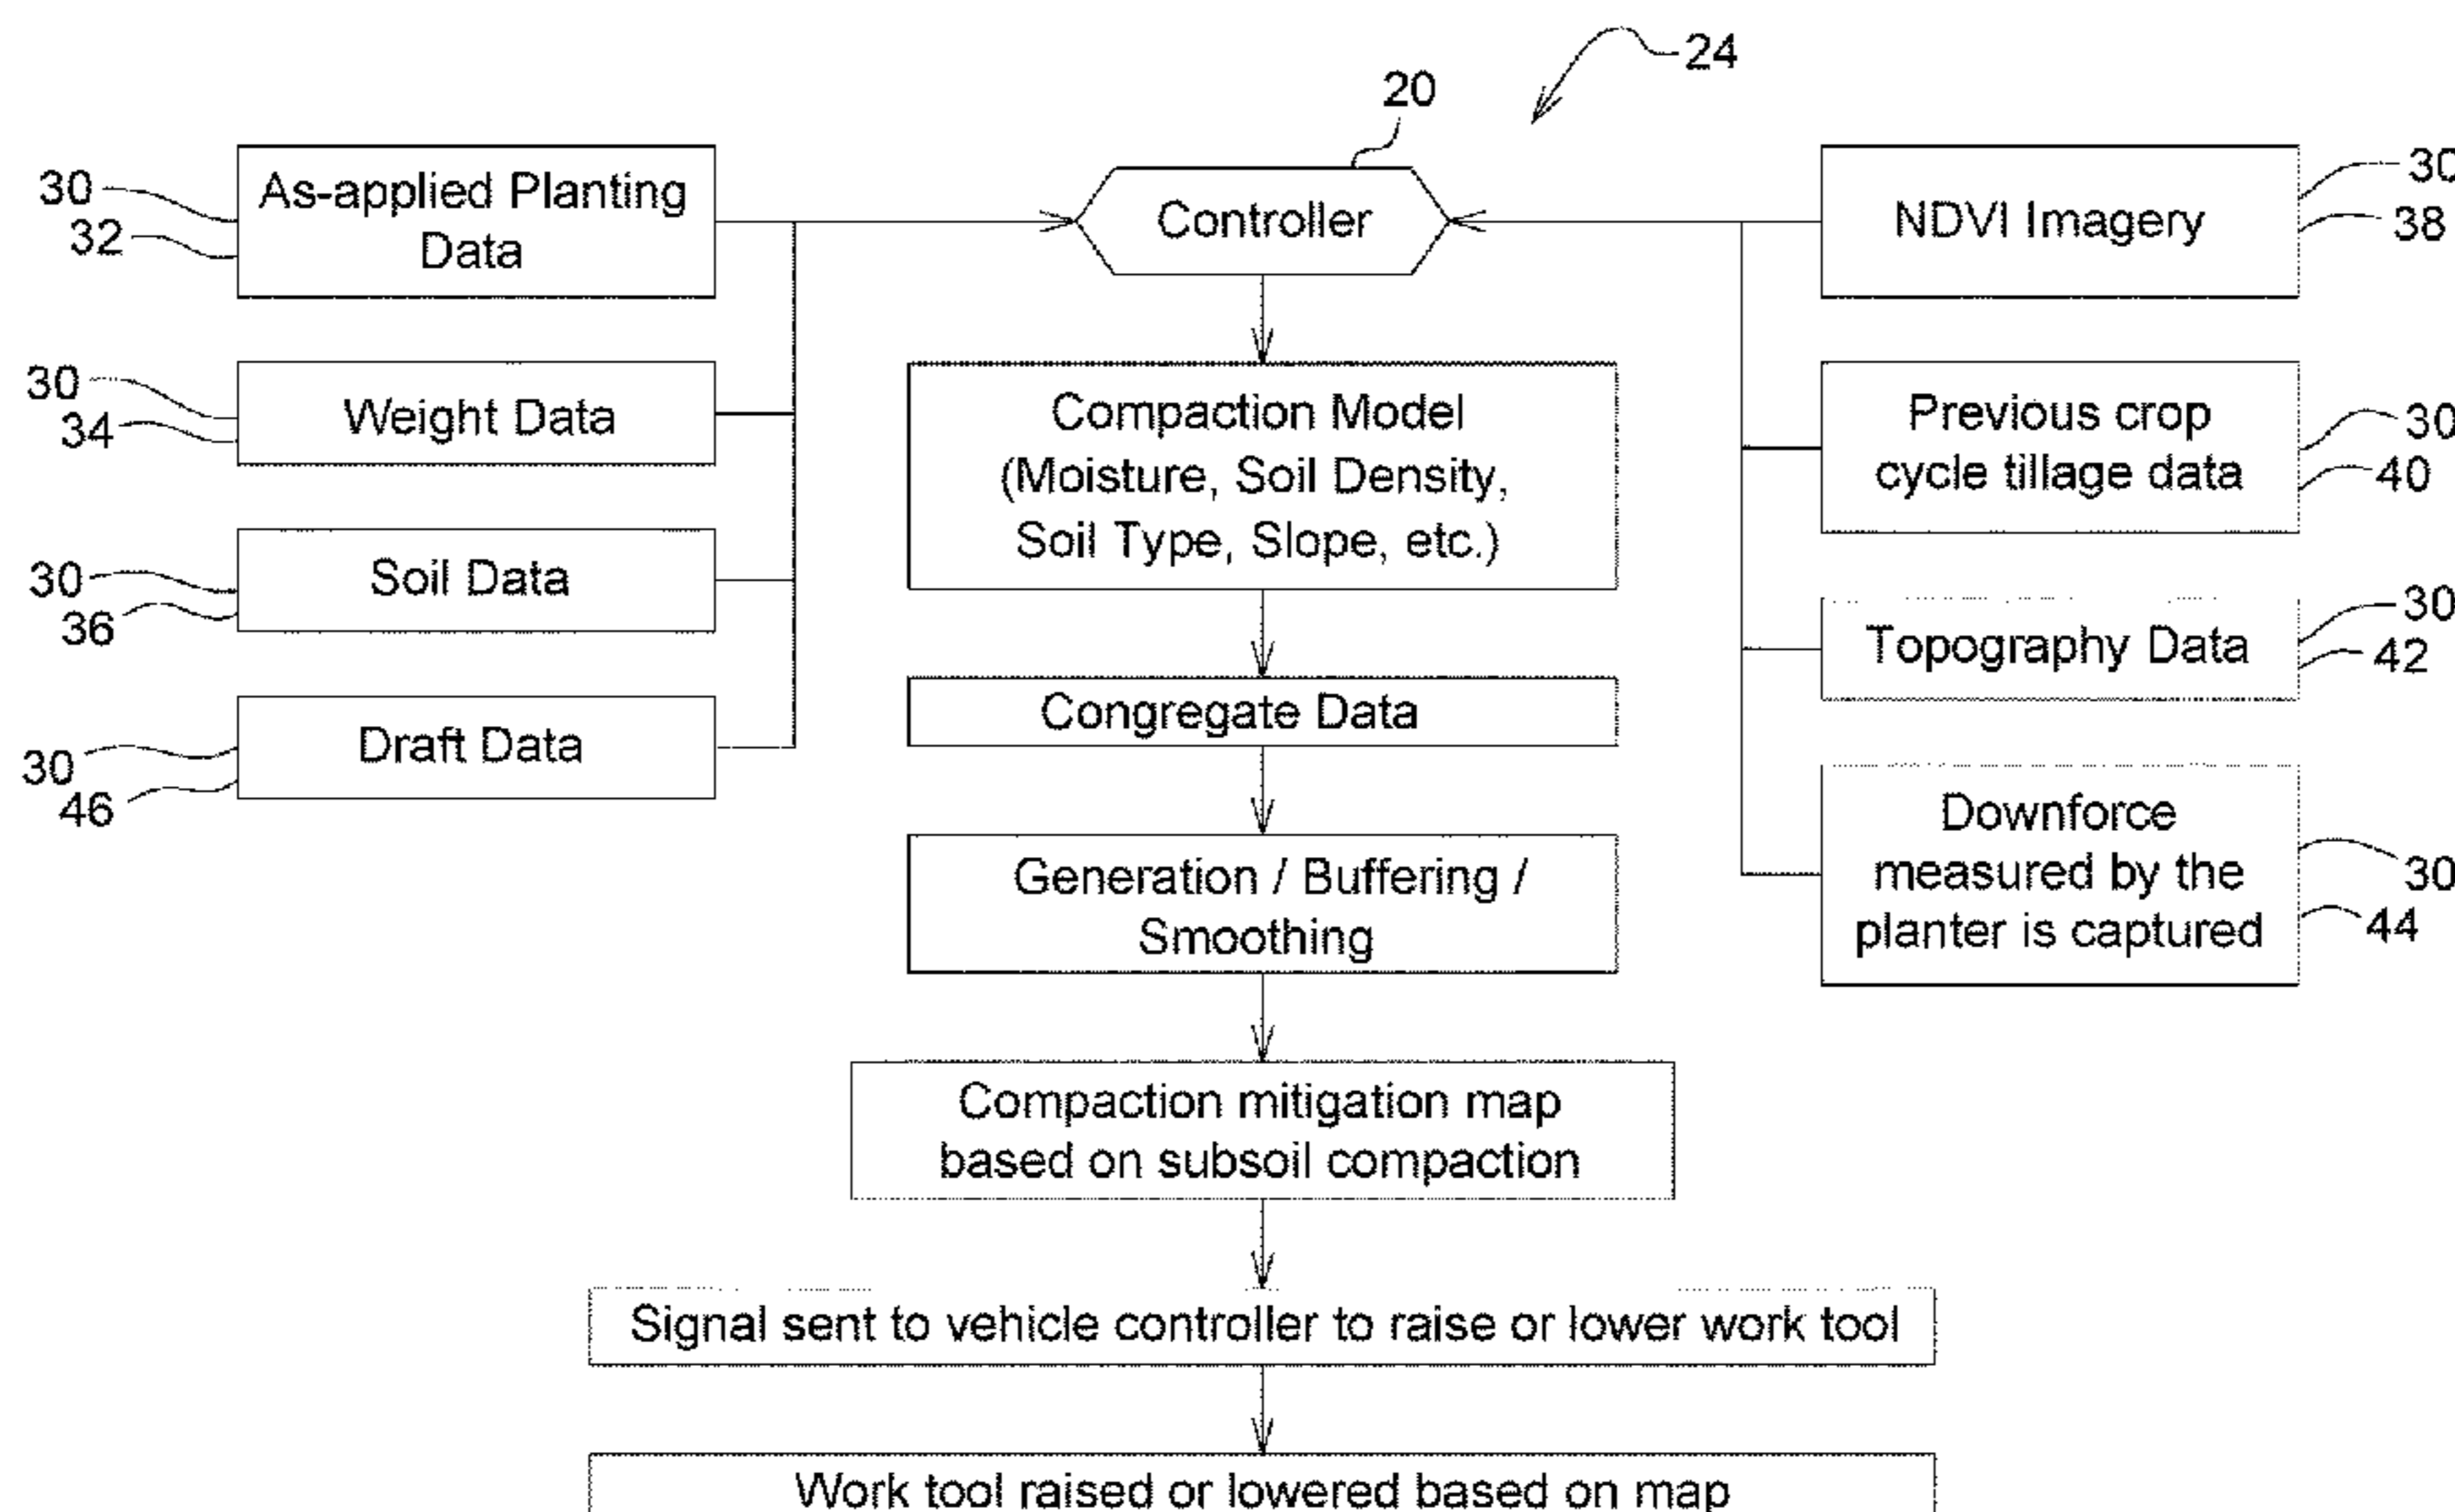 24
20
30
32
As-applied Planting
Data
Controller
NDVI Imagery
30
38
30
34
Weight Data
Compaction Model
(Moisture, Soil Density,
Soil Type, Slope, etc.)
Previous crop
cycle tillage data
30
40
30
36
Soil Data
Topography Data
30
42
Congregate Data
30
46
Draft Data
Generation / Buffering /
Smoothing
Downforce
measured by the
planter is captured
30
44
Compaction mitigation map
based on subsoil compaction
Signal sent to vehicle controller to raise or lower work tool
Work tool raised or lowered based on map